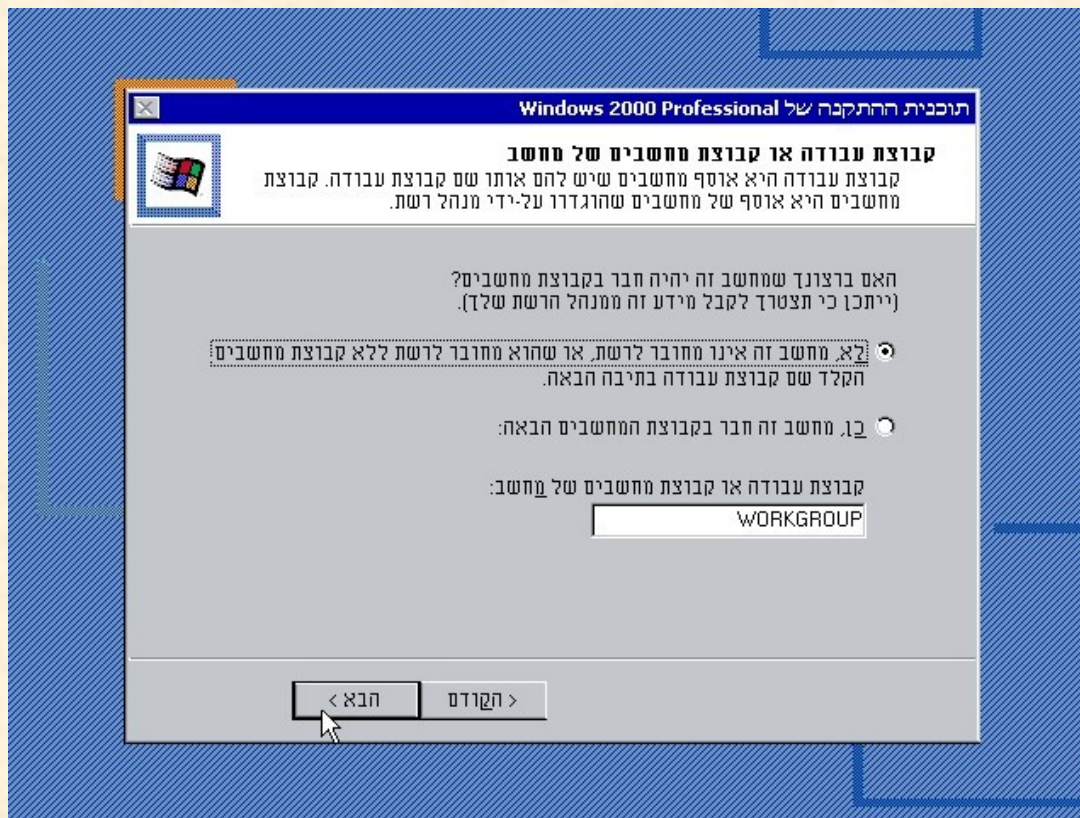 תוכנית ההתקנה של Windows 2000 Professional
קבוצת עבודה או קבוצת מחשבים של מחשב
קבוצת עבודה היא אוסף מחשבים שיש להם אותו שם קבוצת עבודה. קבוצת
מחשבים היא אוסף של מחשבים שהוגדרו על-ידי מנהל רשת.
האם ברצונך שמחשב זה יהיה חבר בקבוצת מחשבים?
(ייתכן כי תצטרך לקבל מידע זה ממנהל הרשת שלך).
לא, מחשב זה אינו מחובר לרשת, או שהוא מחובר לרשת ללא קבוצת מחשבים
הקלד שם קבוצת עבודה בתיבה הבאה.
כן, מחשב זה חבר בקבוצת המחשבים הבאה:
קבוצת עבודה או קבוצת מחשבים של מחשב:
WORKGROUP
< הקודם
הבא >